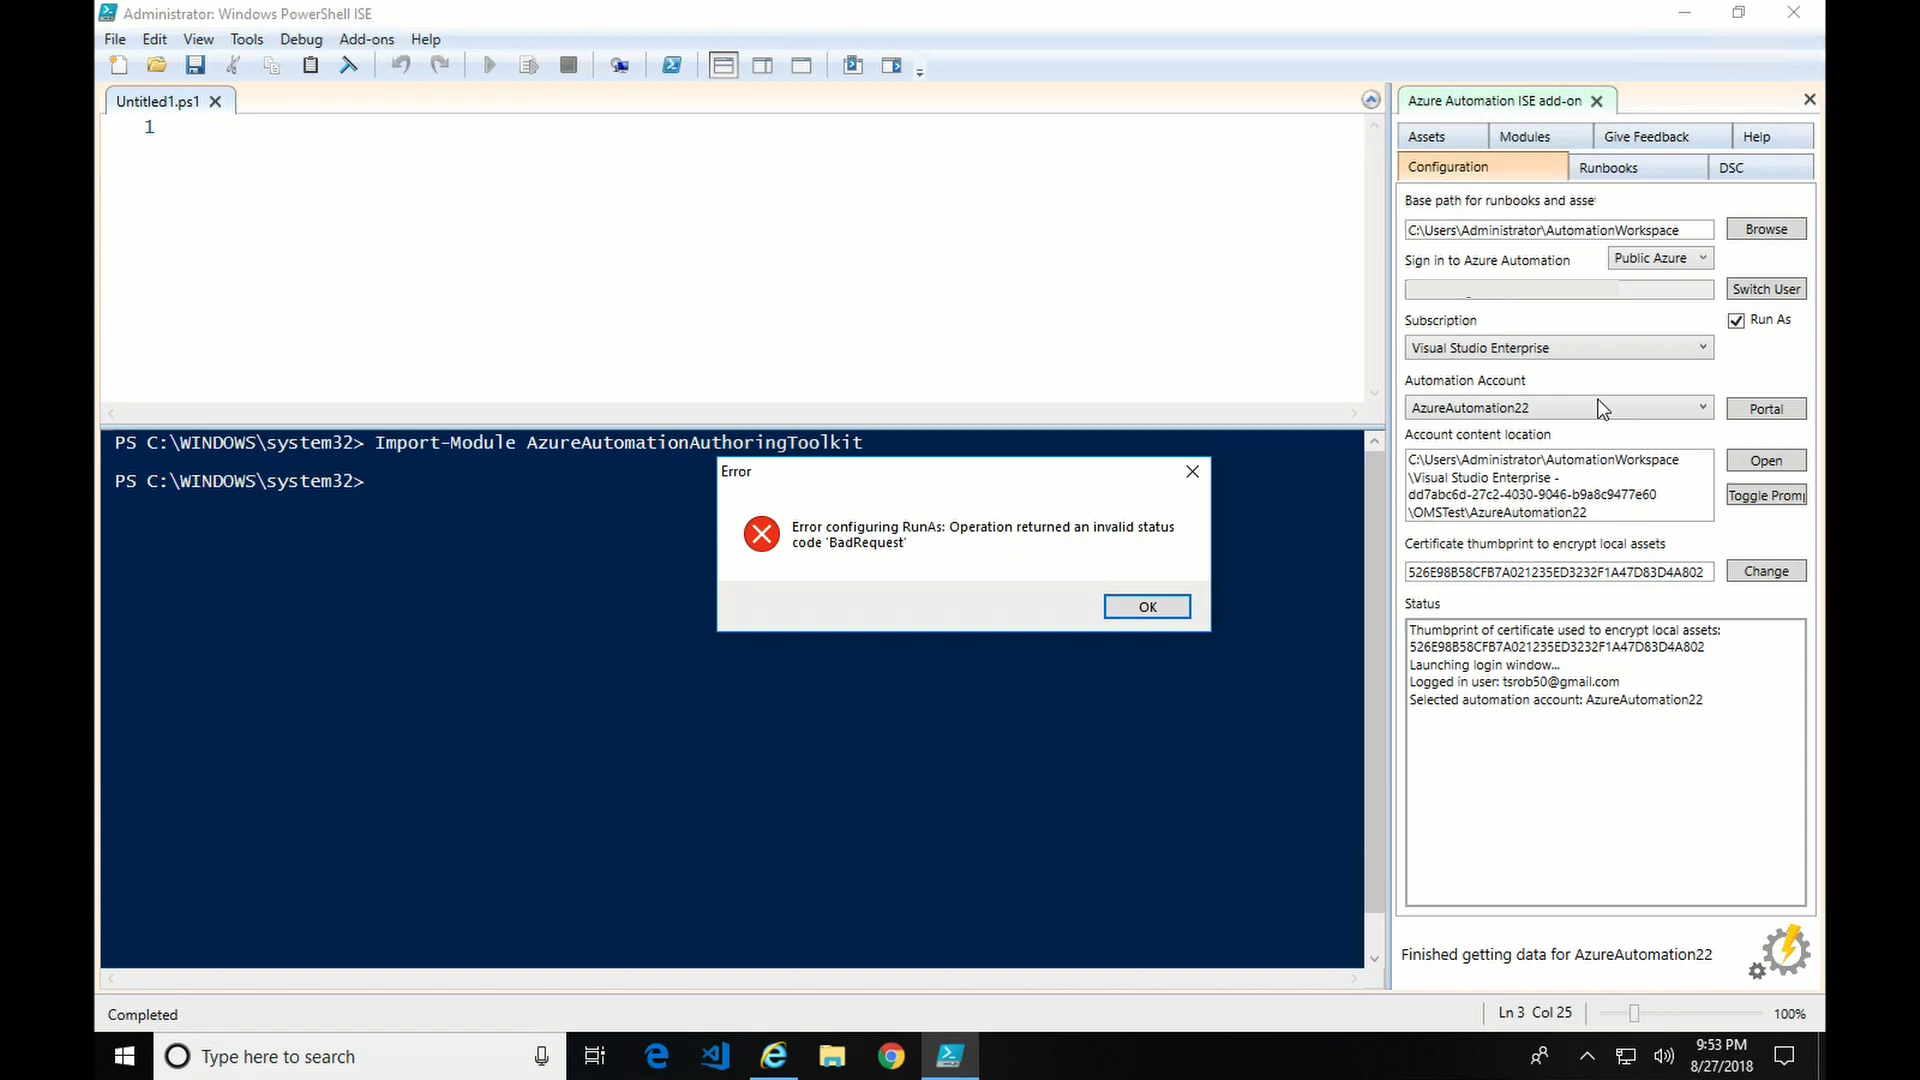 Administrator: Windows PowerShell ISE
File Edit View Tools Debug Add-ons Help
Untitled1.ps1
1
PS C:\WINDOWS\system32> Import-Module AzureAutomationAuthoringToolkit
PS C:\WINDOWS\system32>
Error
Error configuring RunAs: Operation returned an invalid status
code 'BadRequest'
OK
Azure Automation ISE add-on
Assets Modules Give Feedback Help
Configuration Runbooks DSC
Base path for runbooks and asse
C:\Users\Administrator\AutomationWorkspace Browse
Sign in to Azure Automation Public Azure
Switch User
Subscription Run As
Visual Studio Enterprise
Automation Account
AzureAutomation22 Portal
Account content location
C:\Users\Administrator\AutomationWorkspace
\Visual Studio Enterprise -
dd7abc6d-27c2-4030-9046-b9a8c9477e60
\OMSTest\AzureAutomation22
Open
Toggle Prom
Certificate thumbprint to encrypt local assets
526E98B58CFB7A021235ED3232F1A47D83D4A802 Change
Status
Thumbprint of certificate used to encrypt local assets:
526E98B58CFB7A021235ED3232F1A47D83D4A802
Launching login window...
Logged in user: tsrob50@gmail.com
Selected automation account: AzureAutomation22
Finished getting data for AzureAutomation22
Completed Ln 3 Col 25 100%
Type here to search
9:53 PM
8/27/2018